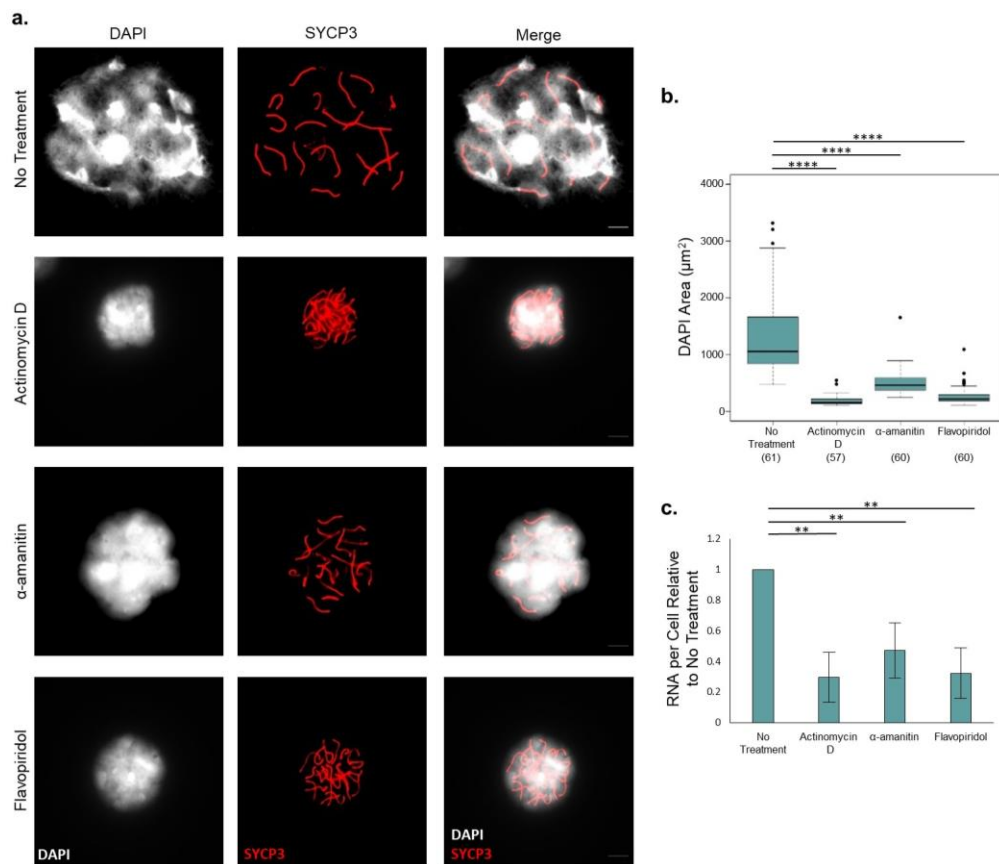 a.
DAPI
SYCP3
Merge
No Treatment
Actinomycin D
α-amanitin
Flavopiridol
DAPI
SYCP3
DAPI
SYCP3
b.
****
****
****
DAPI Area (µm²)
4000
3000
2000
1000
0
No
Treatment
(61)
Actinomycin
D
(57)
α-amanitin
(60)
Flavopiridol
(60)
c.
**
**
**
RNA per Cell Relative
to No Treatment
1.2
1
0.8
0.6
0.4
0.2
0
No
Treatment
Actinomycin
D
α-amanitin
Flavopiridol